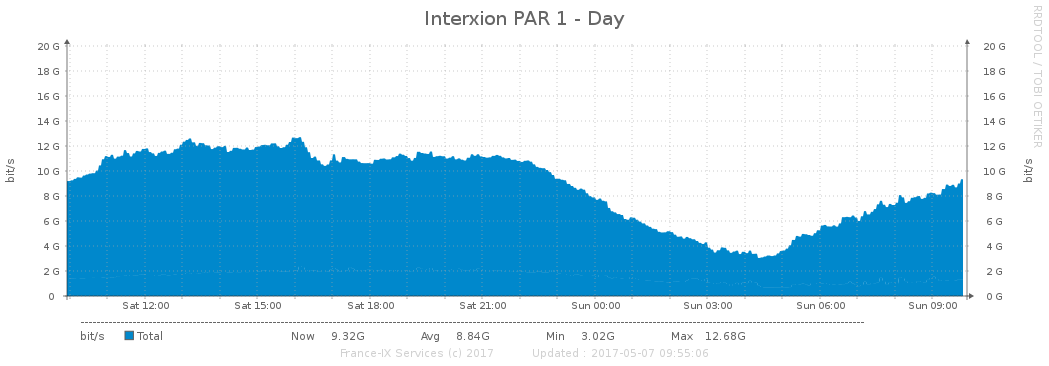 Interxion PAR 1 - Day
RRDTOOL / TOBI OETIKER
bit/s
20 G 20 G
18 G 18 G
16 G 16 G
14 G 14 G
12 G 12 G
10 G 10 G
8 G 8 G
6 G 6 G
4 G 4 G
2 G 2 G
0 0 G
bit/s
Sat 12:00 Sat 15:00 Sat 18:00 Sat 21:00 Sun 00:00 Sun 03:00 Sun 06:00 Sun 09:00
bit/s Total Now 9.32G Avg 8.84G Min 3.02G Max 12.68G
France-IX Services (c) 2017 Updated : 2017-05-07 09:55:06